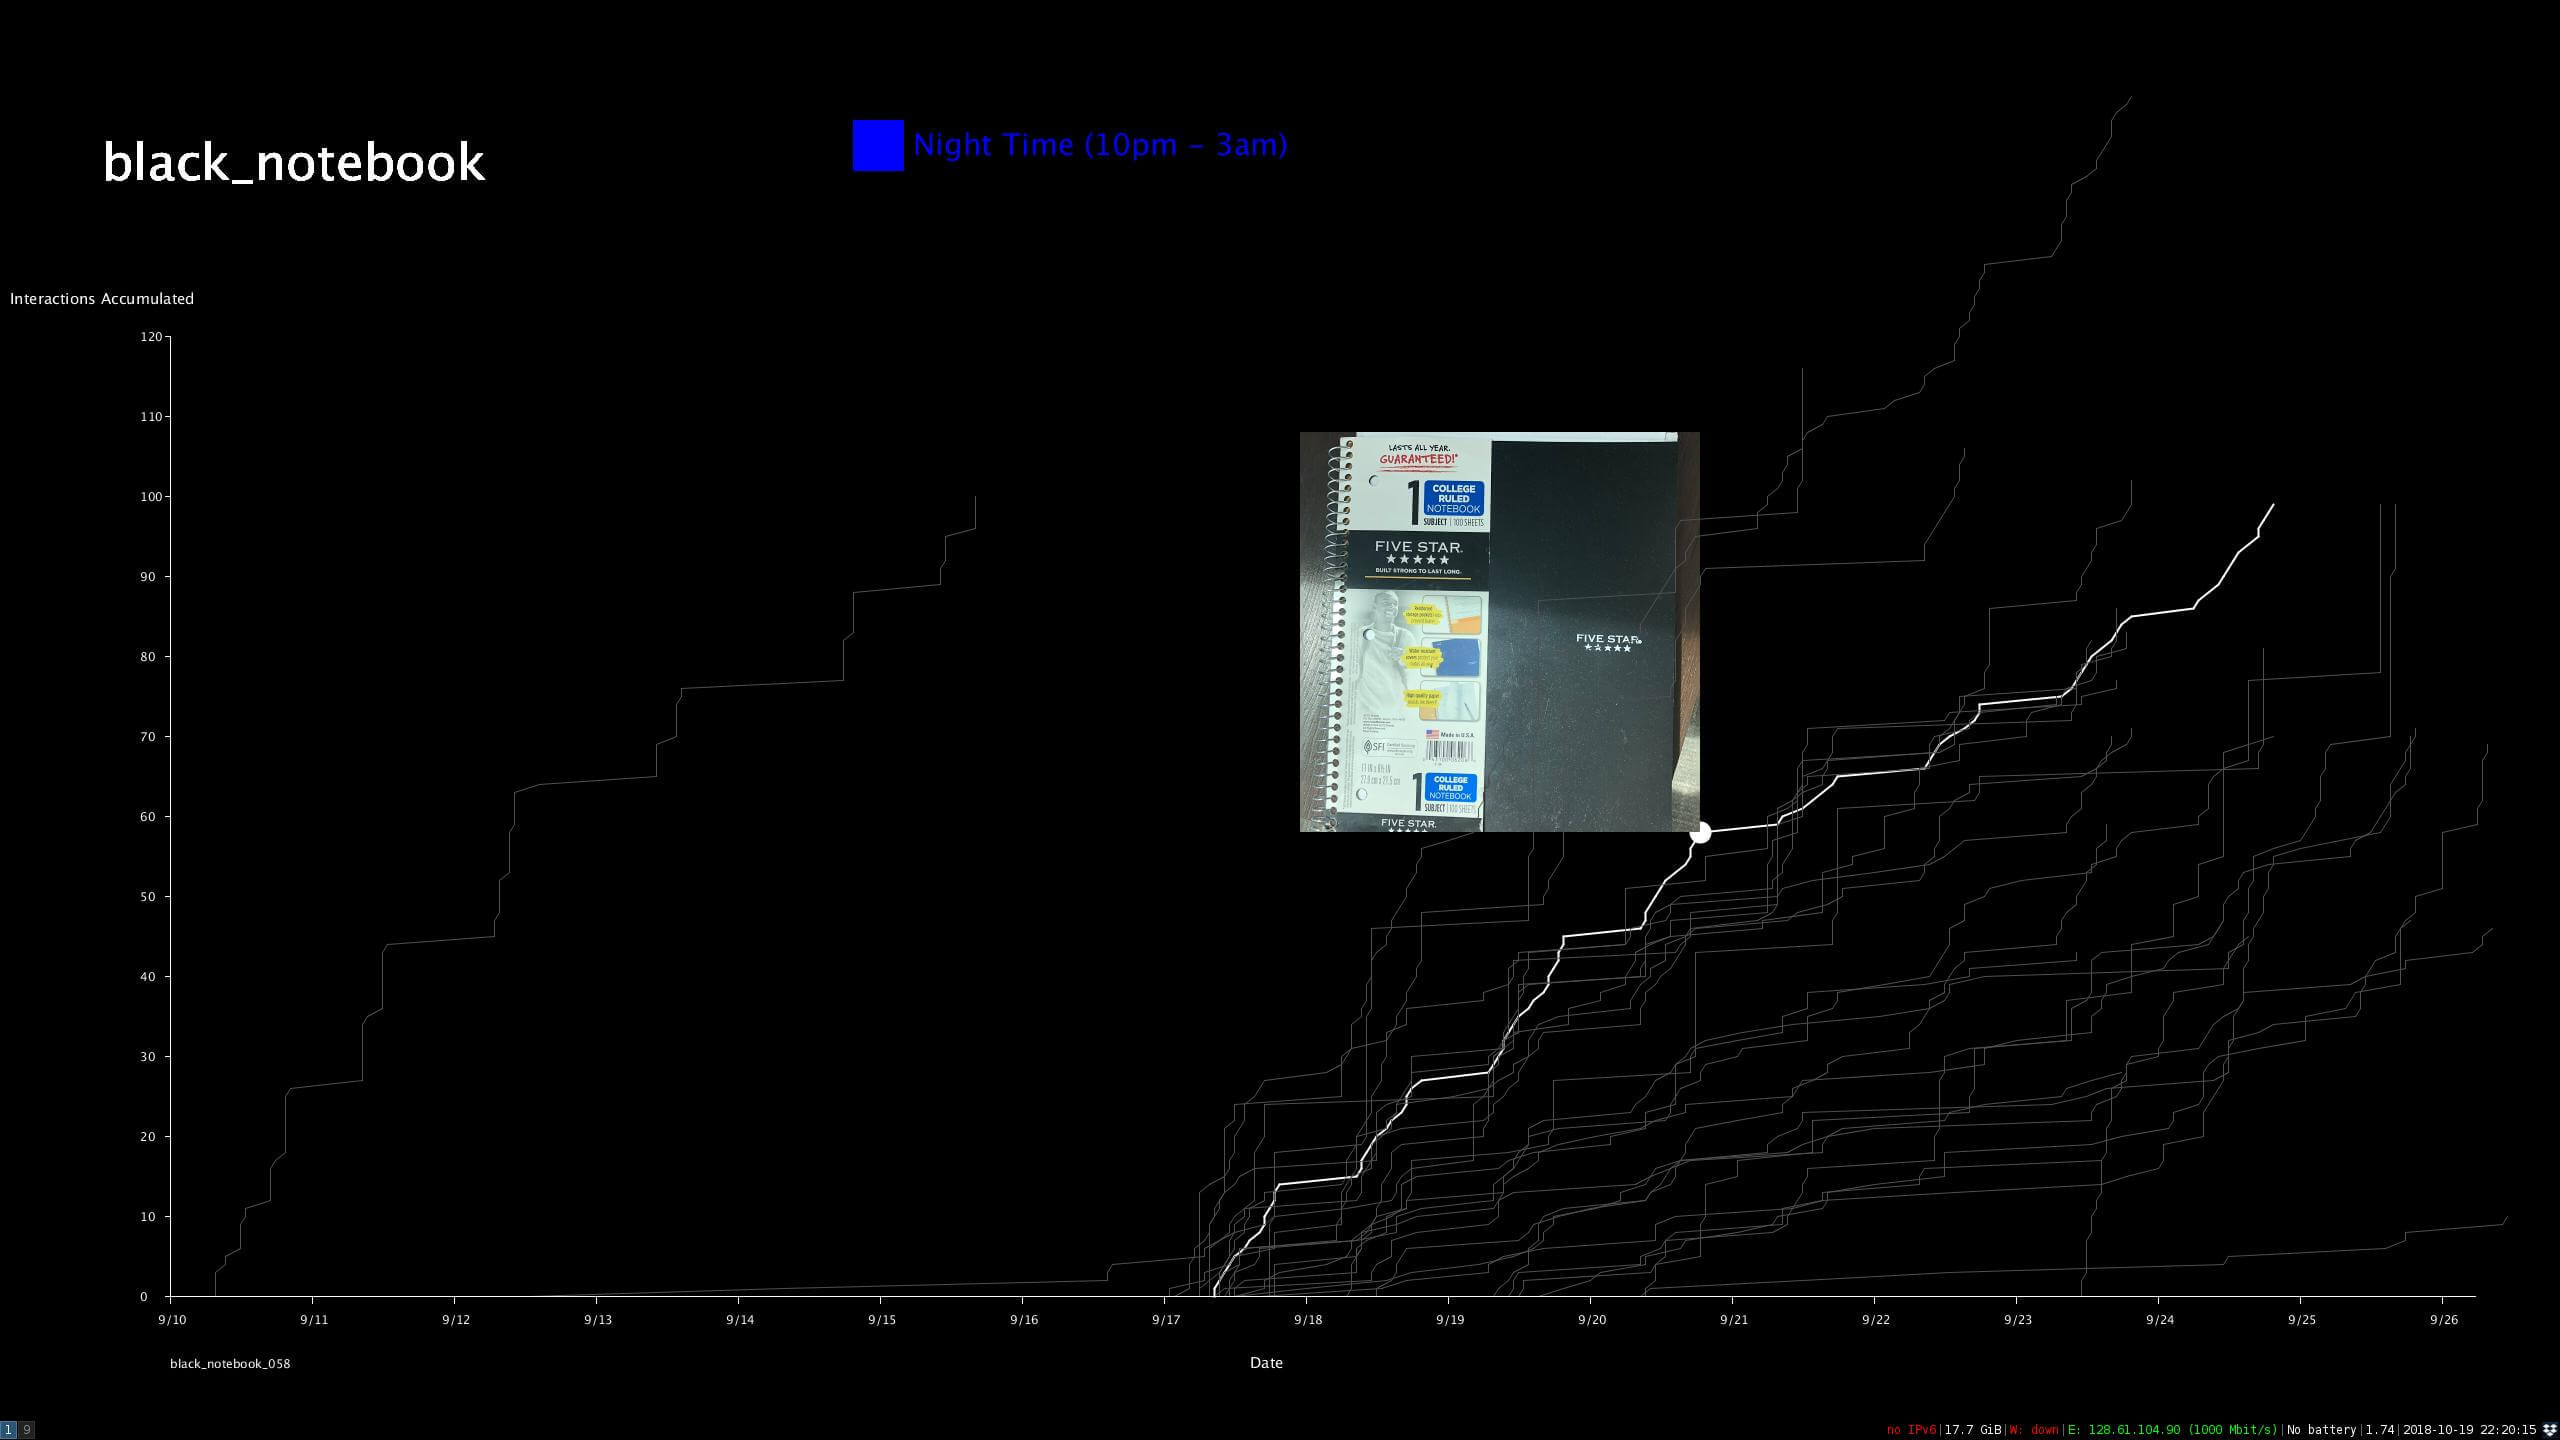 black_notebook
Night Time (10pm – 3am)
Interactions Accumulated
120
110
100
90
80
70
60
50
40
30
20
10
0
LASTS ALL YEAR.
GUARANTEED!*
1
COLLEGE
RULED
NOTEBOOK
SUBJECT | 100 SHEETS
FIVE STAR.
BUILT STRONG TO LAST LONG.
FIVE STAR.
Made in U.S.A.
SFI
1
COLLEGE
RULED
NOTEBOOK
SUBJECT | 100 SHEETS
FIVE STAR.
9/10 9/11 9/12 9/13 9/14 9/15 9/16 9/17 9/18 9/19 9/20 9/21 9/22 9/23 9/24 9/25 9/26
black_notebook_058
Date
1 9
no IPv6|17.7 GiB|W: down|E: 128.61.104.90 (1000 Mbit/s)|No battery|1.74|2018-10-19 22:20:15